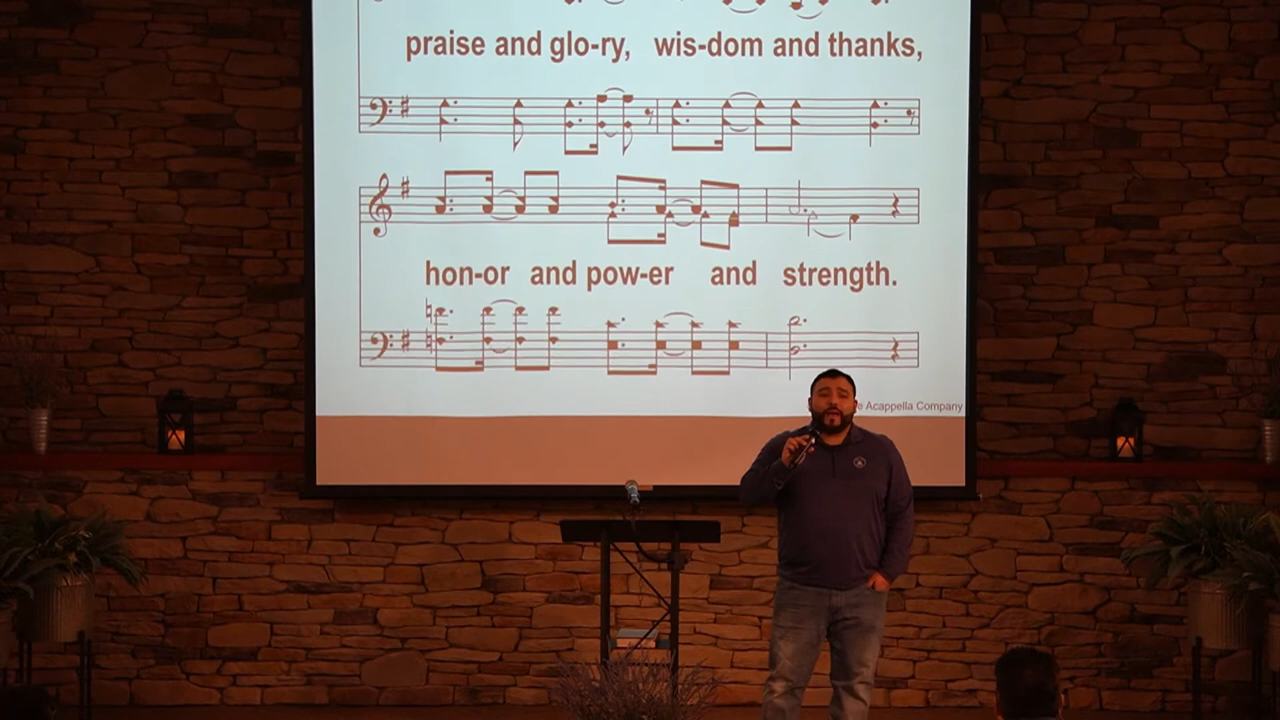 praise and glo-ry, wis-dom and thanks,
hon-or and pow-er and strength.
Acappella Company